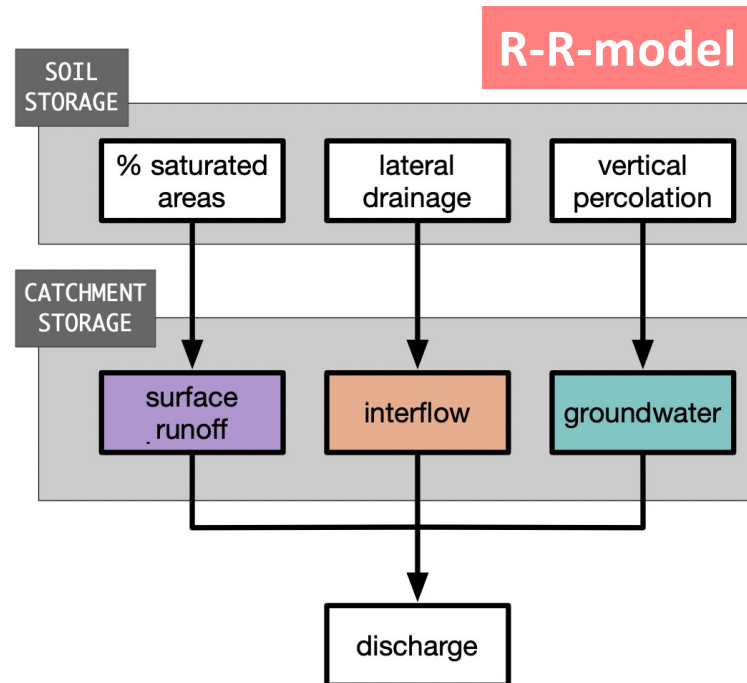 R-R-model
SOIL
STORAGE
% saturated
areas
lateral
drainage
vertical
percolation
CATCHMENT
STORAGE
surface
runoff
interflow
groundwater
discharge